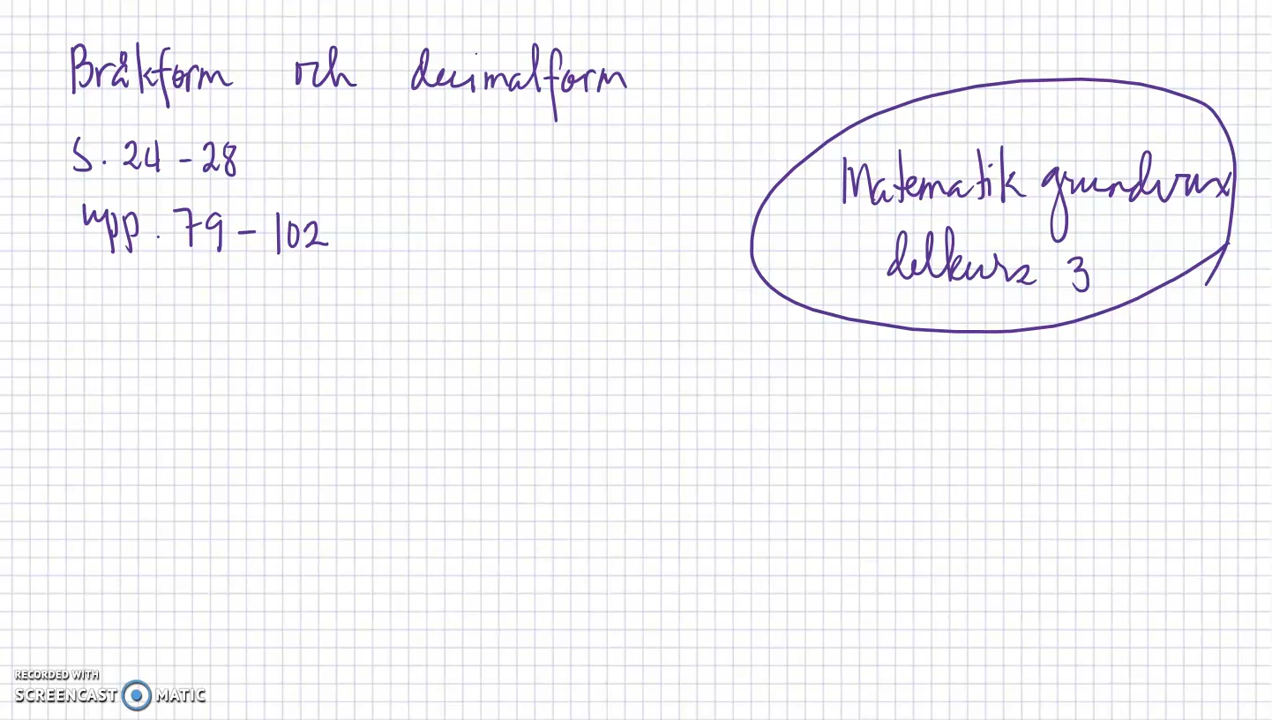 Bråkform och decimalform
s. 24 - 28
upp. 79 - 102
Matematik grundvux
delkurs 3
RECORDED WITH
SCREENCAST MATIC